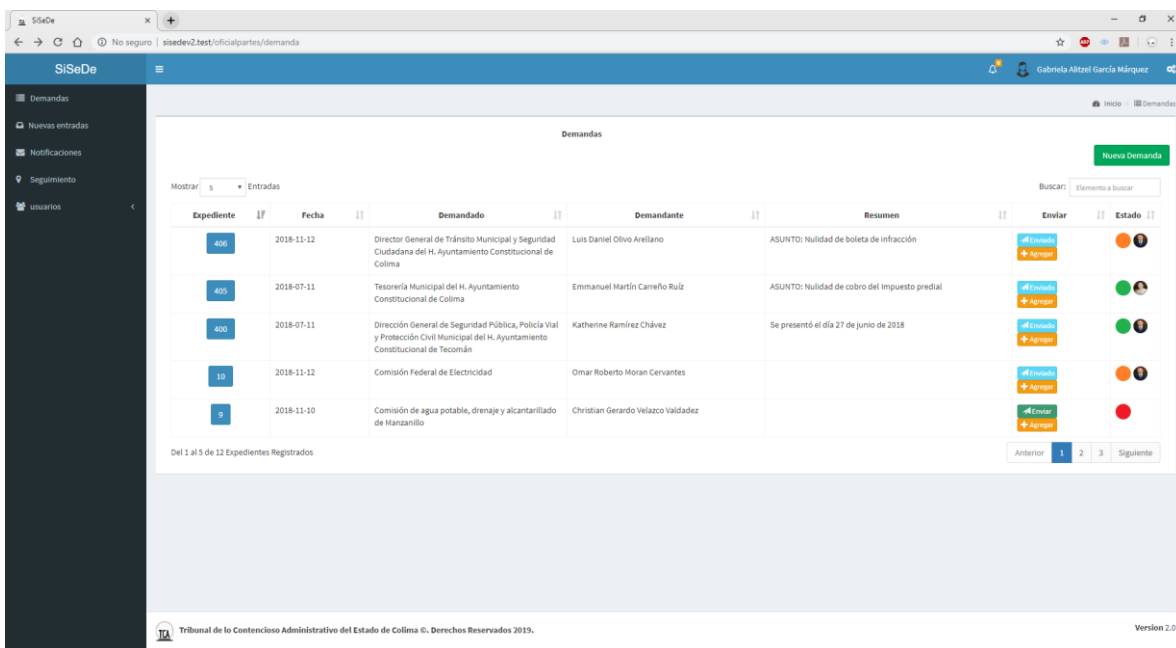 SiSeDe
No seguro | sisedev2.test/oficialpartes/demanda
ABP
SiSeDe
Gabriela Alitzel García Márquez
Demandas
Nuevas entradas
Notificaciones
Seguimiento
usuarios
Inicio > Demandas
Demandas
Nueva Demanda
Mostrar 5 Entradas
Buscar: Elemento a buscar
Expediente Fecha Demandado Demandante Resumen Enviar Estado
406 2018-11-12 Director General de Tránsito Municipal y Seguridad Luis Daniel Olivo Arellano ASUNTO: Nulidad de boleta de infracción Enviado
Ciudadana del H. Ayuntamiento Constitucional de + Agregar
Colima
405 2018-07-11 Tesorería Municipal del H. Ayuntamiento Emmanuel Martín Carreño Ruíz ASUNTO: Nulidad de cobro del Impuesto predial Enviado
Constitucional de Colima + Agregar
400 2018-07-11 Dirección General de Seguridad Pública, Policía Vial Katherine Ramírez Chávez Se presentó el día 27 de junio de 2018 Enviado
y Protección Civil Municipal del H. Ayuntamiento + Agregar
Constitucional de Tecomán
10 2018-11-12 Comisión Federal de Electricidad Omar Roberto Moran Cervantes Enviado
+ Agregar
9 2018-11-10 Comisión de agua potable, drenaje y alcantarillado Christian Gerardo Velazco Valdadez Enviar
de Manzanillo + Agregar
Del 1 al 5 de 12 Expedientes Registrados
Anterior 1 2 3 Siguiente
TCA Tribunal de lo Contencioso Administrativo del Estado de Colima ©. Derechos Reservados 2019.
Version 2.0